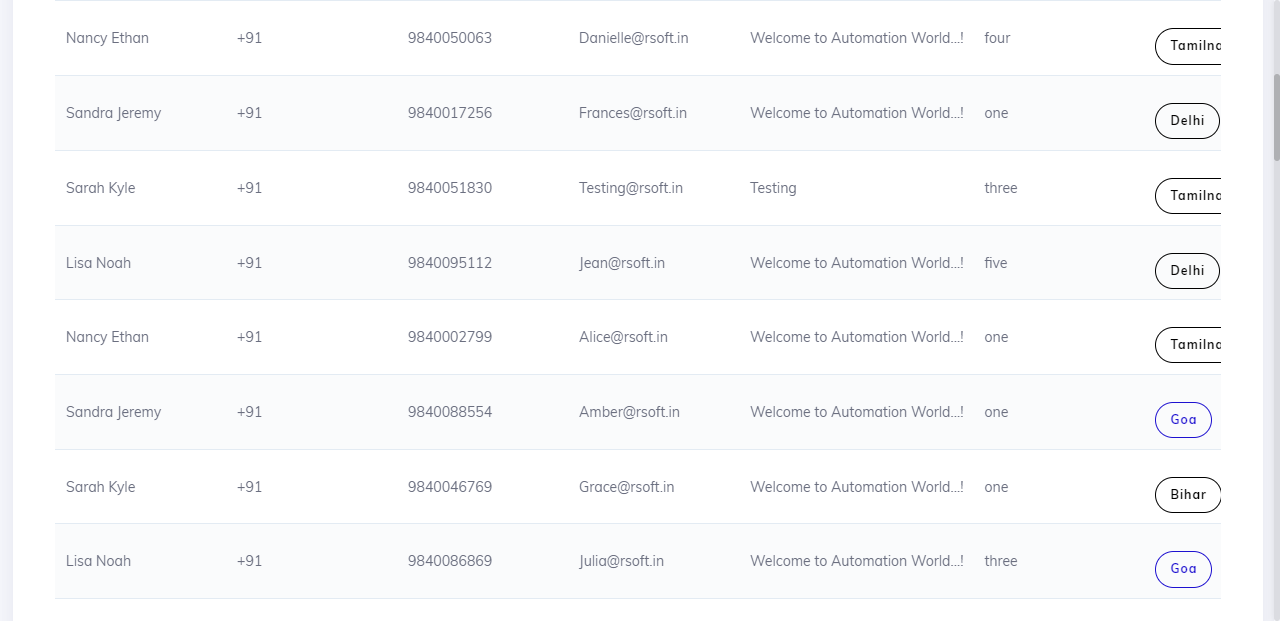 Nancy Ethan +91 9840050063 Danielle@rsoft.in Welcome to Automation World...! four Tamilna
Sandra Jeremy +91 9840017256 Frances@rsoft.in Welcome to Automation World...! one Delhi
Sarah Kyle +91 9840051830 Testing@rsoft.in Testing three Tamilna
Lisa Noah +91 9840095112 Jean@rsoft.in Welcome to Automation World...! five Delhi
Nancy Ethan +91 9840002799 Alice@rsoft.in Welcome to Automation World...! one Tamilna
Sandra Jeremy +91 9840088554 Amber@rsoft.in Welcome to Automation World...! one Goa
Sarah Kyle +91 9840046769 Grace@rsoft.in Welcome to Automation World...! one Bihar
Lisa Noah +91 9840086869 Julia@rsoft.in Welcome to Automation World...! three Goa